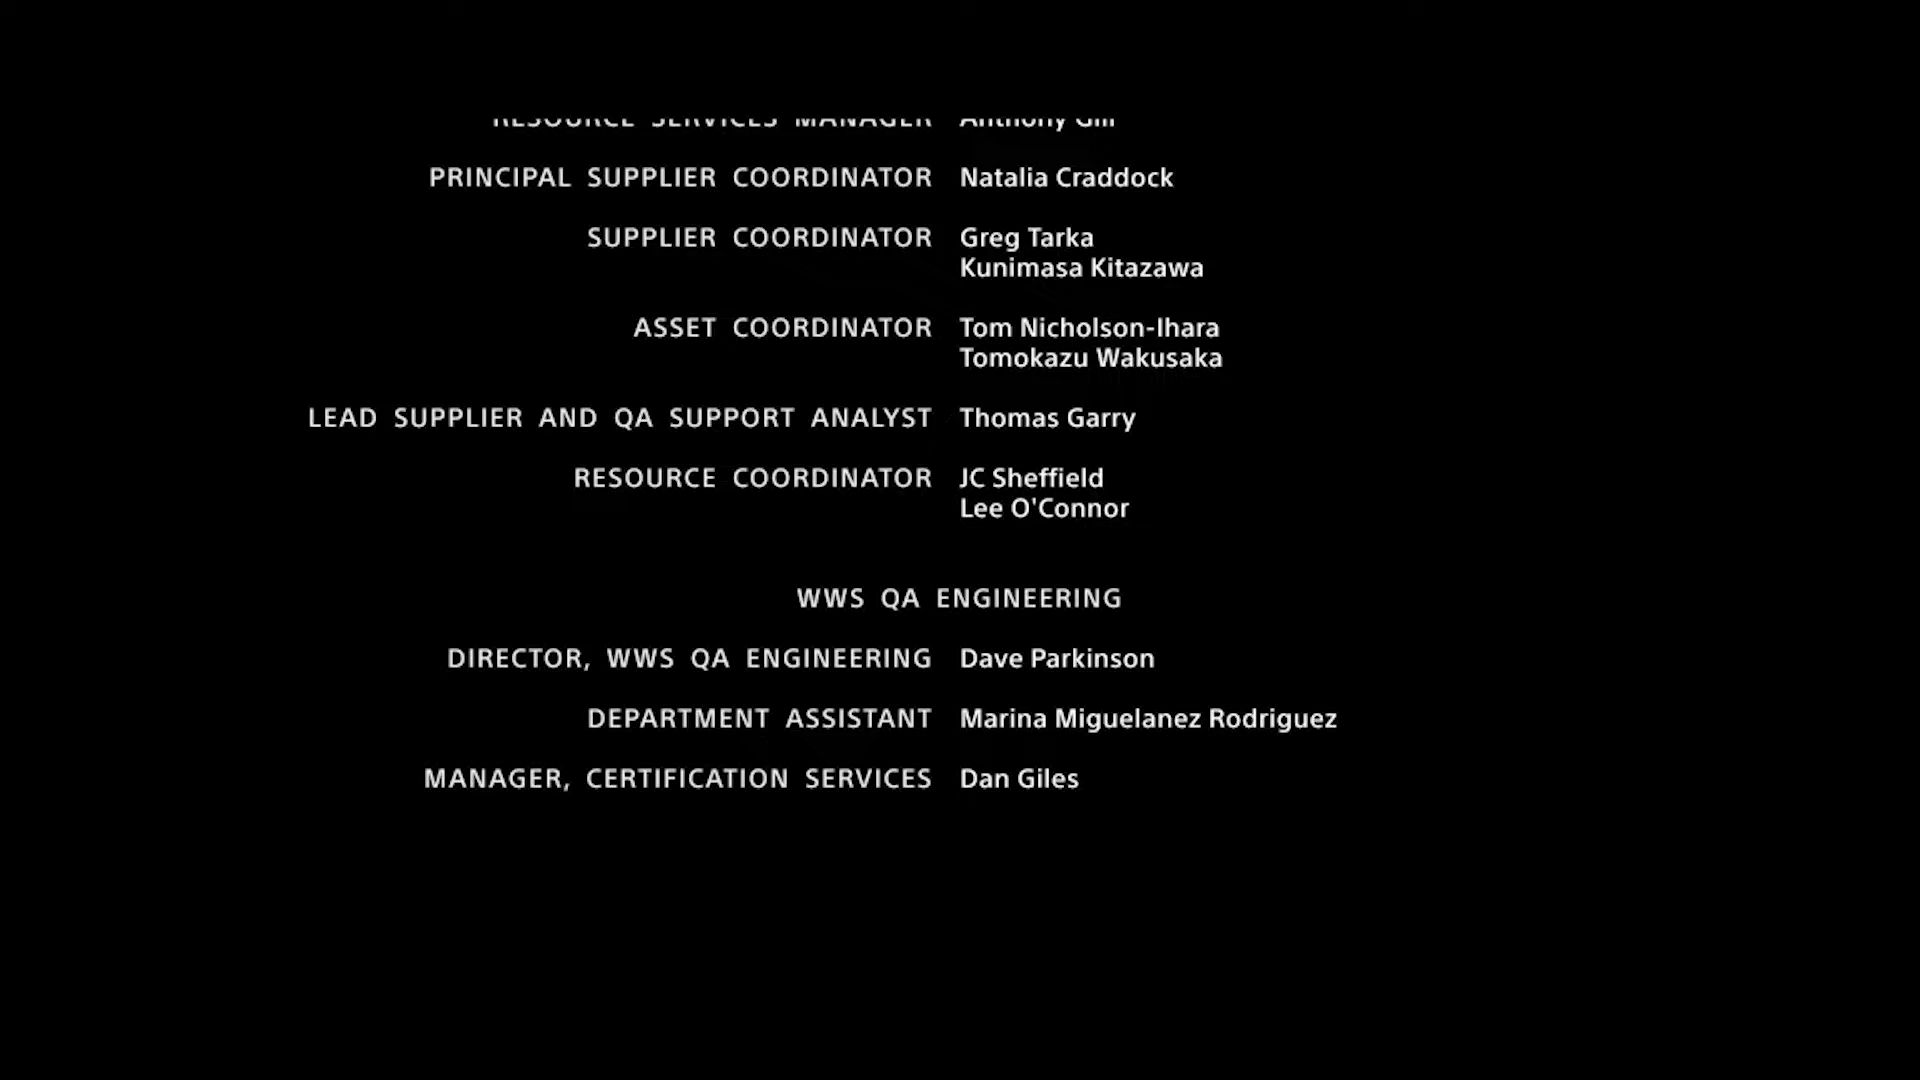 RESOURCE SERVICES MANAGER Anthony Gill
PRINCIPAL SUPPLIER COORDINATOR Natalia Craddock
SUPPLIER COORDINATOR Greg Tarka
Kunimasa Kitazawa
ASSET COORDINATOR Tom Nicholson-Ihara
Tomokazu Wakusaka
LEAD SUPPLIER AND QA SUPPORT ANALYST Thomas Garry
RESOURCE COORDINATOR JC Sheffield
Lee O'Connor
WWS QA ENGINEERING
DIRECTOR, WWS QA ENGINEERING Dave Parkinson
DEPARTMENT ASSISTANT Marina Miguelanez Rodriguez
MANAGER, CERTIFICATION SERVICES Dan Giles